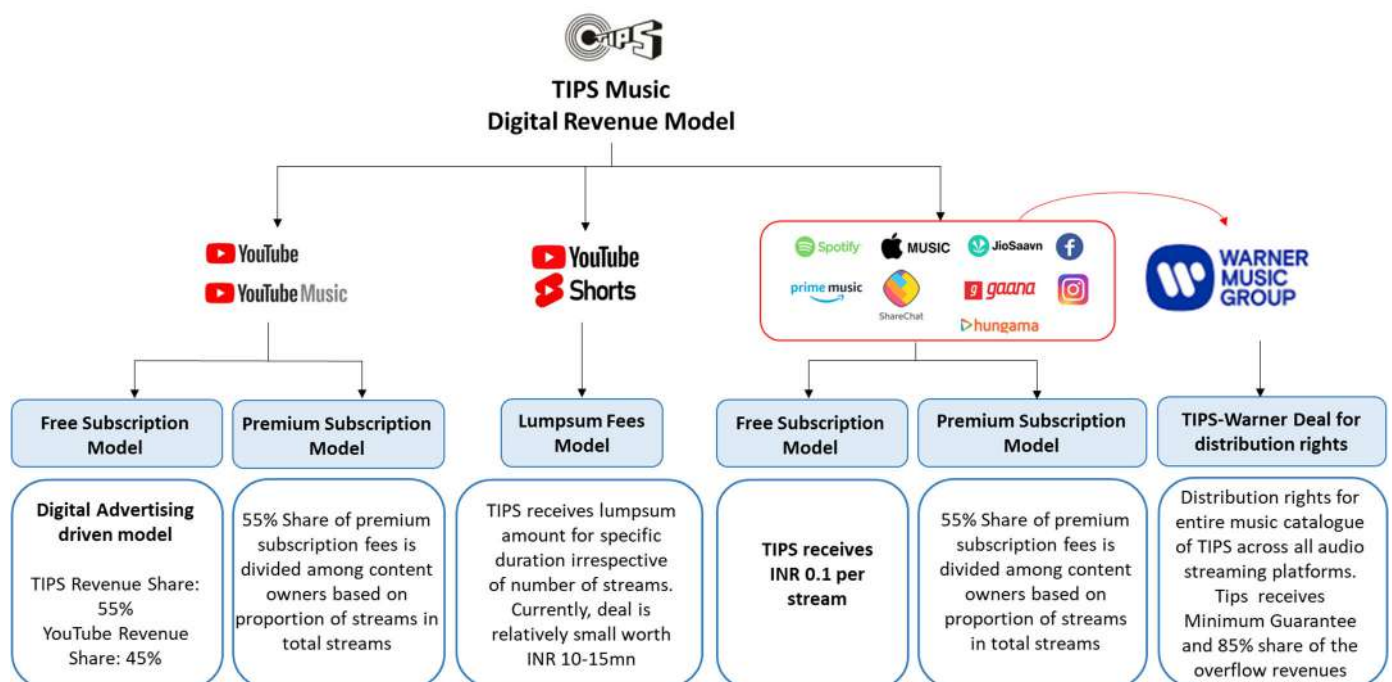 TIPS
TIPS Music
Digital Revenue Model
YouTube
YouTube Music
YouTube
Shorts
Spotify
MUSIC
JioSaavn
prime music
ShareChat
gaana
hungama
WARNER
MUSIC
GROUP
Free Subscription
Model
Premium Subscription
Model
Lumpsum Fees
Model
Free Subscription
Model
Premium Subscription
Model
TIPS-Warner Deal for
distribution rights
Digital Advertising
driven model
TIPS Revenue Share:
55%
YouTube Revenue
Share: 45%
55% Share of premium
subscription fees is
divided among content
owners based on
proportion of streams in
total streams
TIPS receives lumpsum
amount for specific
duration irrespective
of number of streams.
Currently, deal is
relatively small worth
INR 10-15mn
TIPS receives
INR 0.1 per
stream
55% Share of premium
subscription fees is
divided among content
owners based on
proportion of streams
in total streams
Distribution rights for
entire music catalogue
of TIPS across all audio
streaming platforms.
Tips receives
Minimum Guarantee
and 85% share of the
overflow revenues